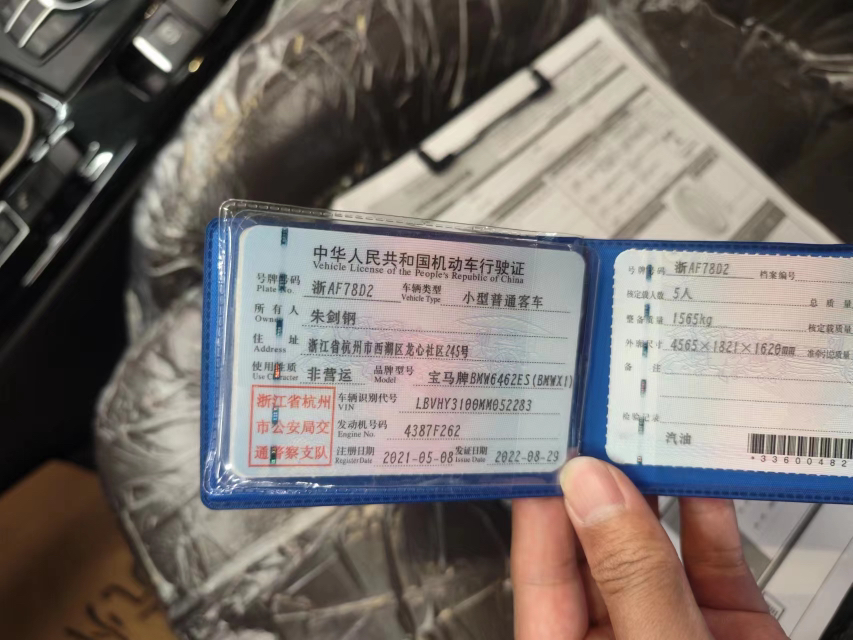 中华人民共和国机动车行驶证
Vehicle License of the People's Republic of China
号牌号码 浙AF78D2 车辆类型 小型普通客车
Plate No. Vehicle Type
所有人 朱剑钢
Owner
住址 浙江省杭州市西湖区龙心社区245号
Address
使用性质 非营运 品牌型号 宝马牌BMW6462ES(BMWX1)
Use Character Model
浙江省杭州
市公安局交
通警察支队
车辆识别代号 LBVHY3100MM052283
VIN
发动机号码 4387F262
Engine No.
注册日期 2021-05-08 发证日期 2022-08-29
Register Date Issue Date
号牌号码 浙AF78D2 档案编号
核定载人数 5人 总质量
整备质量 1565kg 核定载质量
外廓尺寸 4565×1821×1620mm 准牵引总质量
备注
检验记录
汽油
*33600482